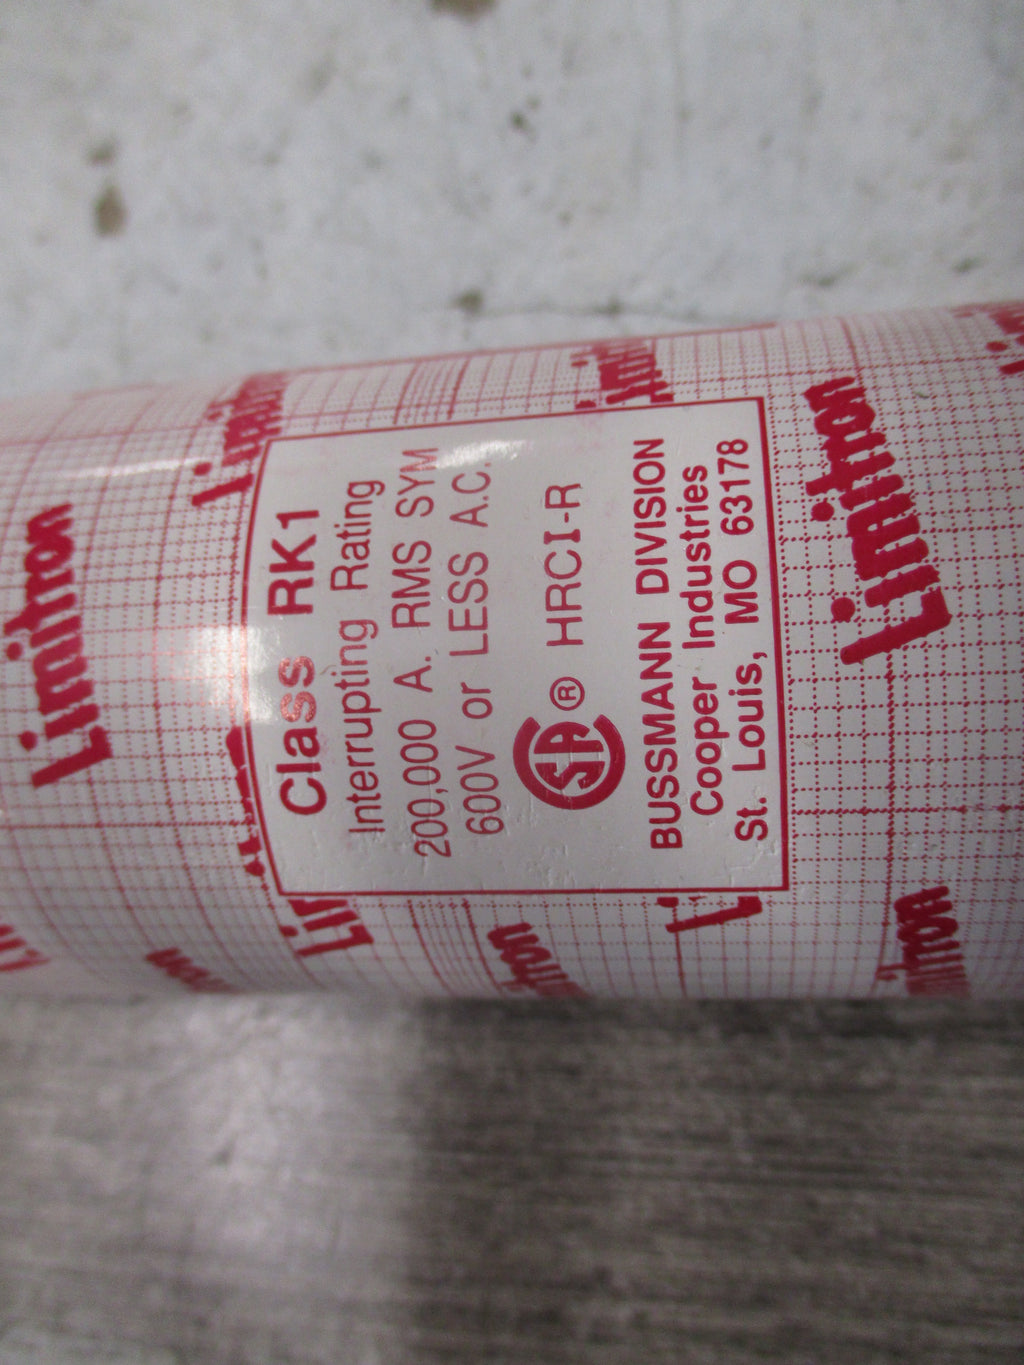 Class RK1
Interrupting Rating
200,000 A. RMS SYM
600V or LESS A.C.
SA ® HRCI-R
BUSSMANN DIVISION
Cooper Industries
St. Louis, MO 63178
Limitron
Limitron
Limitron